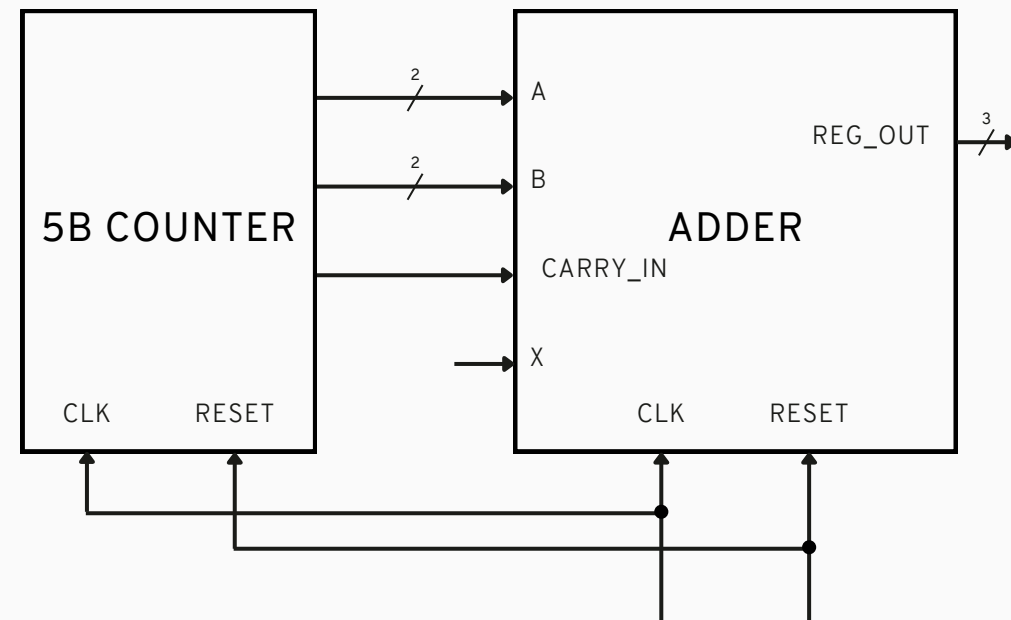 2
A
3
REG_OUT
2
B
5B COUNTER
ADDER
CARRY_IN
X
CLK RESET
CLK RESET